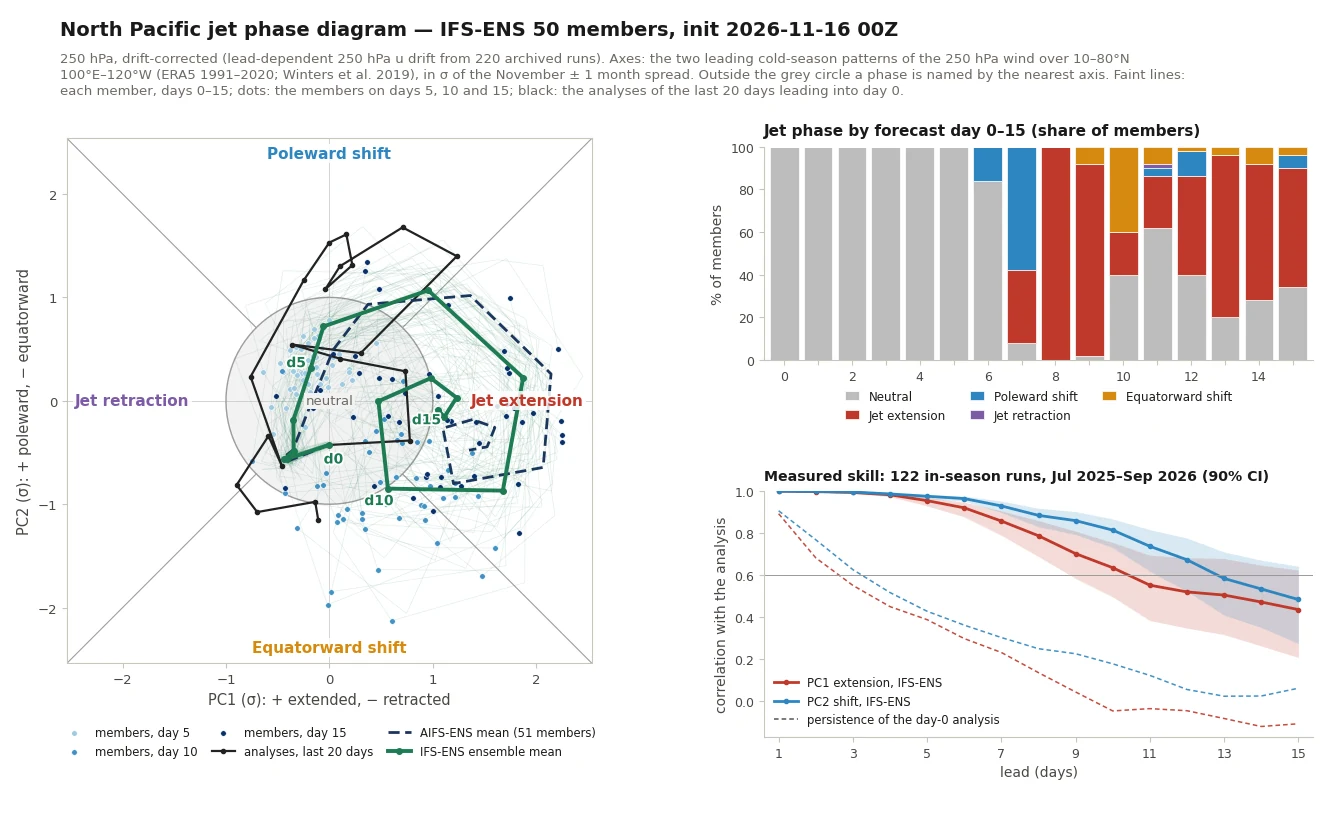 North Pacific jet phase diagram — IFS-ENS 50 members, init 2026-11-16 00Z
250 hPa, drift-corrected (lead-dependent 250 hPa u drift from 220 archived runs). Axes: the two leading cold-season patterns of the 250 hPa wind over 10–80°N
100°E–120°W (ERA5 1991–2020; Winters et al. 2019), in σ of the November ± 1 month spread. Outside the grey circle a phase is named by the nearest axis. Faint lines:
each member, days 0–15; dots: the members on days 5, 10 and 15; black: the analyses of the last 20 days leading into day 0.
Poleward shift
Jet retraction
neutral
Jet extension
Equatorward shift
d5
d15
d0
d10
2
1
0
−1
−2
PC2 (σ): + poleward, − equatorward
−2 −1 0 1 2
PC1 (σ): + extended, − retracted
members, day 5
members, day 15
AIFS-ENS mean (51 members)
members, day 10
analyses, last 20 days
IFS-ENS ensemble mean
Jet phase by forecast day 0–15 (share of members)
100
80
60
40
20
0
% of members
0 2 4 6 8 10 12 14
Neutral
Poleward shift
Equatorward shift
Jet extension
Jet retraction
Measured skill: 122 in-season runs, Jul 2025–Sep 2026 (90% CI)
1.0
0.8
0.6
0.4
0.2
0.0
correlation with the analysis
PC1 extension, IFS-ENS
PC2 shift, IFS-ENS
persistence of the day-0 analysis
1 3 5 7 9 11 13 15
lead (days)